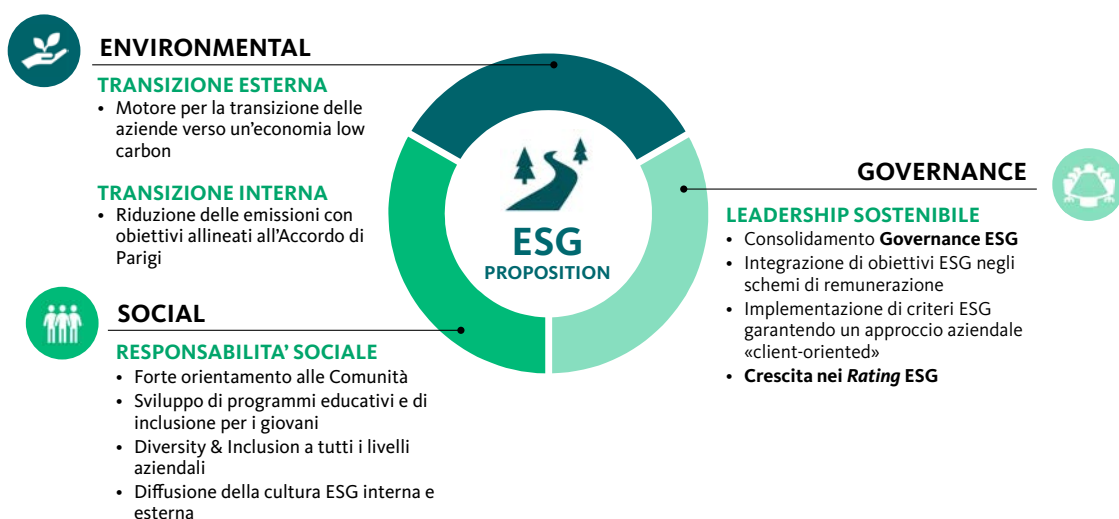 ENVIRONMENTAL
TRANSIZIONE ESTERNA
• Motore per la transizione delle
aziende verso un'economia low
carbon
TRANSIZIONE INTERNA
• Riduzione delle emissioni con
obiettivi allineati all'Accordo di
Parigi
SOCIAL
RESPONSABILITA' SOCIALE
• Forte orientamento alle Comunità
• Sviluppo di programmi educativi e di
inclusione per i giovani
• Diversity & Inclusion a tutti i livelli
aziendali
• Diffusione della cultura ESG interna e
esterna
ESG
PROPOSITION
GOVERNANCE
LEADERSHIP SOSTENIBILE
• Consolidamento Governance ESG
• Integrazione di obiettivi ESG negli
schemi di remunerazione
• Implementazione di criteri ESG
garantendo un approccio aziendale
«client-oriented»
• Crescita nei Rating ESG